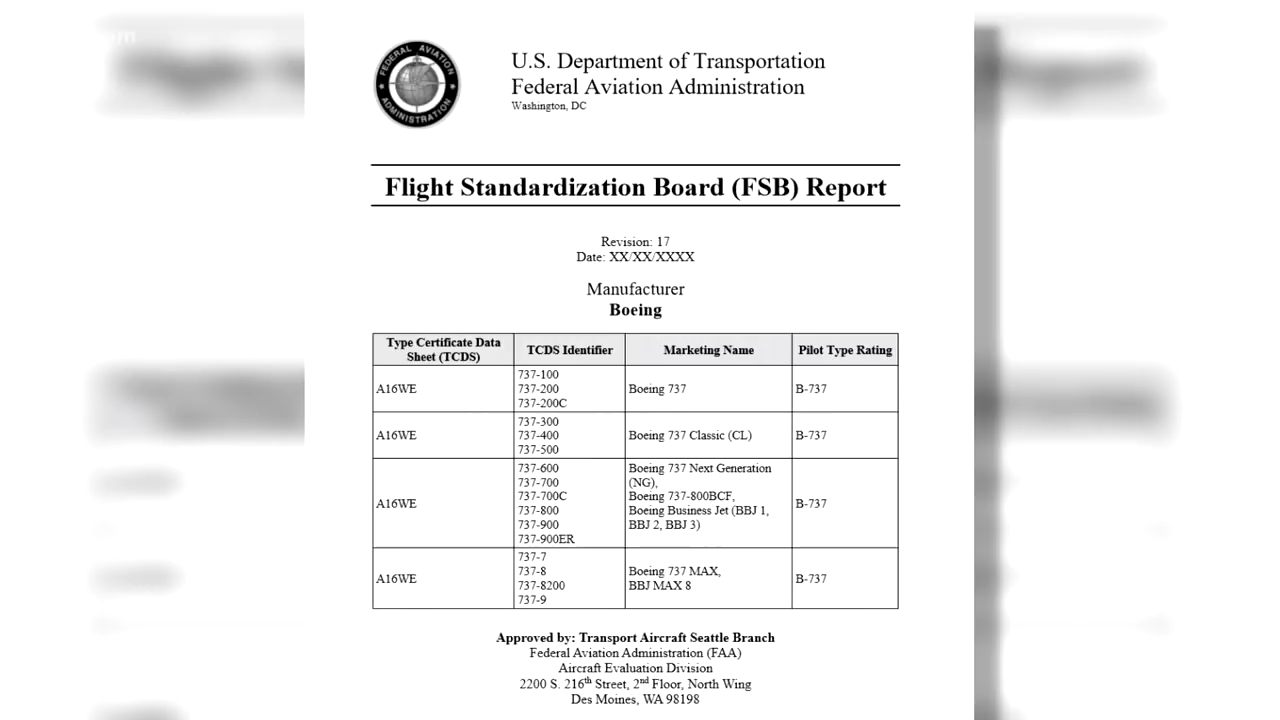 FEDERAL AVIATION
ADMINISTRATION
U.S. Department of Transportation
Federal Aviation Administration
Washington, DC
Flight Standardization Board (FSB) Report
Revision: 17
Date: XX/XX/XXXX
Manufacturer
Boeing
Type Certificate Data
Sheet (TCDS)
TCDS Identifier
Marketing Name
Pilot Type Rating
A16WE
737-100
737-200
737-200C
Boeing 737
B-737
A16WE
737-300
737-400
737-500
Boeing 737 Classic (CL)
B-737
A16WE
737-600
737-700
737-700C
737-800
737-900
737-900ER
Boeing 737 Next Generation
(NG),
Boeing 737-800BCF,
Boeing Business Jet (BBJ 1,
BBJ 2, BBJ 3)
B-737
A16WE
737-7
737-8
737-8200
737-9
Boeing 737 MAX,
BBJ MAX 8
B-737
Approved by: Transport Aircraft Seattle Branch
Federal Aviation Administration (FAA)
Aircraft Evaluation Division
2200 S. 216th Street, 2nd Floor, North Wing
Des Moines, WA 98198